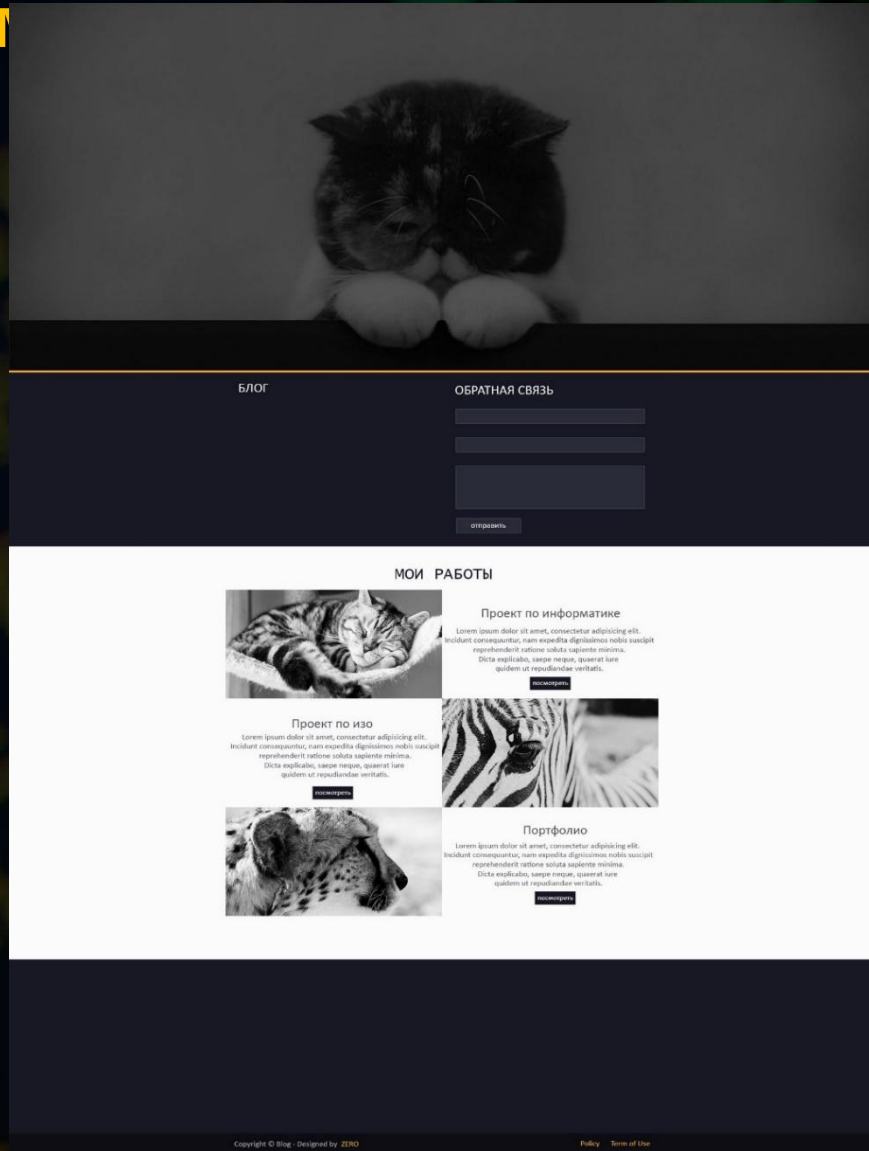 БЛОГ
ОБРАТНАЯ СВЯЗЬ
отправить
МОИ РАБОТЫ
Проект по информатике
Lorem ipsum dolor sit amet, consectetur adipisicing elit.
Incidunt consequuntur, nam expedita dignissimos nobis suscipit
reprehenderit ratione soluta sapiente minima.
Dicta explicabo, saepe neque, quaerat iure
quidem ut repudiandae veritatis.
посмотреть
Проект по изо
Lorem ipsum dolor sit amet, consectetur adipisicing elit.
Incidunt consequuntur, nam expedita dignissimos nobis suscipit
reprehenderit ratione soluta sapiente minima.
Dicta explicabo, saepe neque, quaerat iure
quidem ut repudiandae veritatis.
посмотреть
Портфолио
Lorem ipsum dolor sit amet, consectetur adipisicing elit.
Incidunt consequuntur, nam expedita dignissimos nobis suscipit
reprehenderit ratione soluta sapiente minima.
Dicta explicabo, saepe neque, quaerat iure
quidem ut repudiandae veritatis.
посмотреть
Copyright © Blog - Designed by ZERO
Policy Term of Use